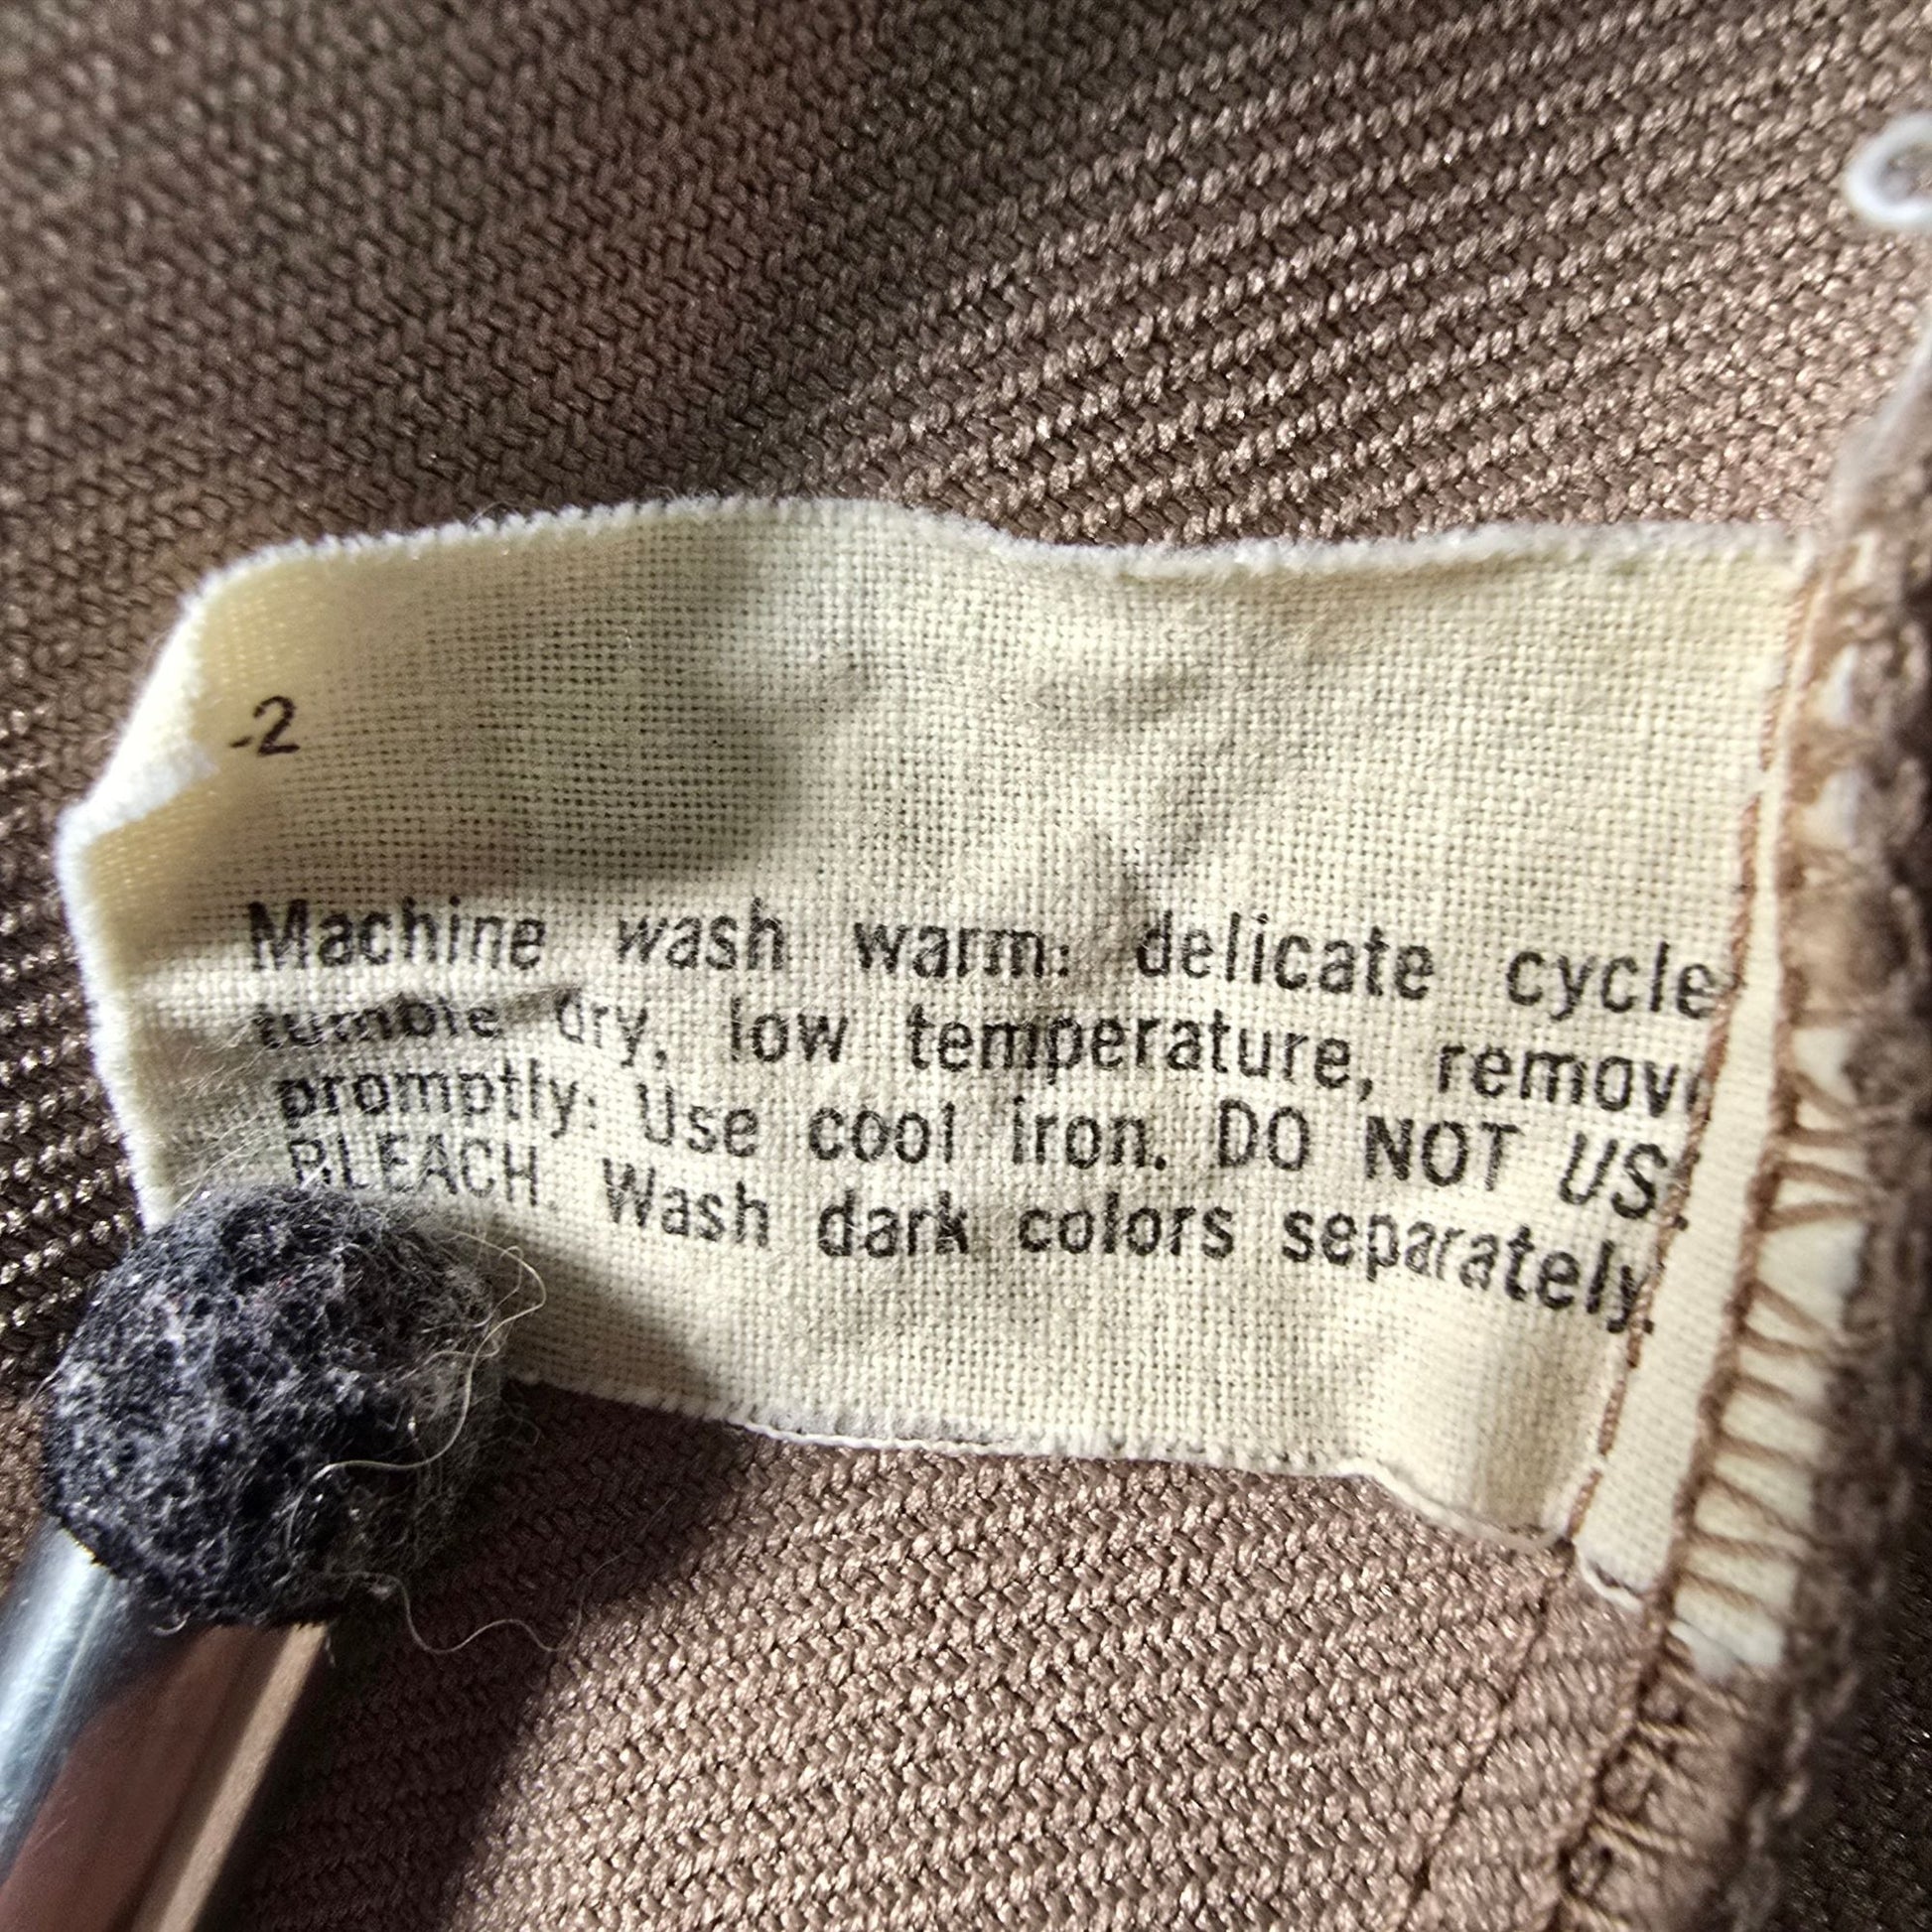 -2
Machine wash warm: delicate cycle
tumble dry, low temperature, remov
promptly: Use cool iron. DO NOT US
BLEACH. Wash dark colors separately.